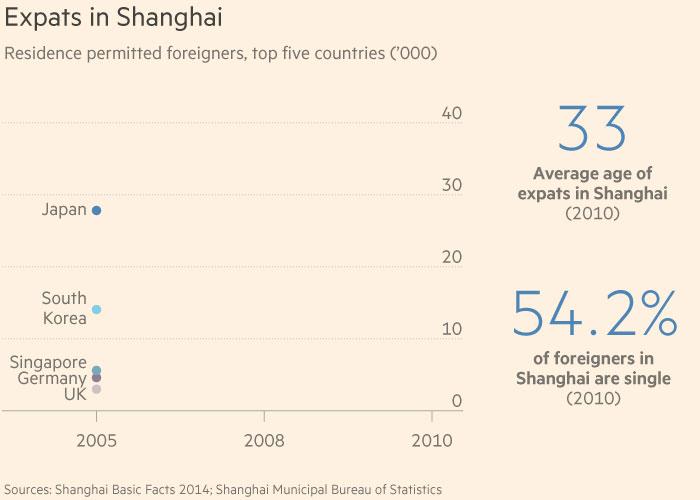 Expats in Shanghai
Residence permitted foreigners, top five countries ('000)
40
30
20
10
0
Japan
South
Korea
Singapore
Germany
UK
2005
2008
2010
33
Average age of
expats in Shanghai
(2010)
54.2%
of foreigners in
Shanghai are single
(2010)
Sources: Shanghai Basic Facts 2014; Shanghai Municipal Bureau of Statistics